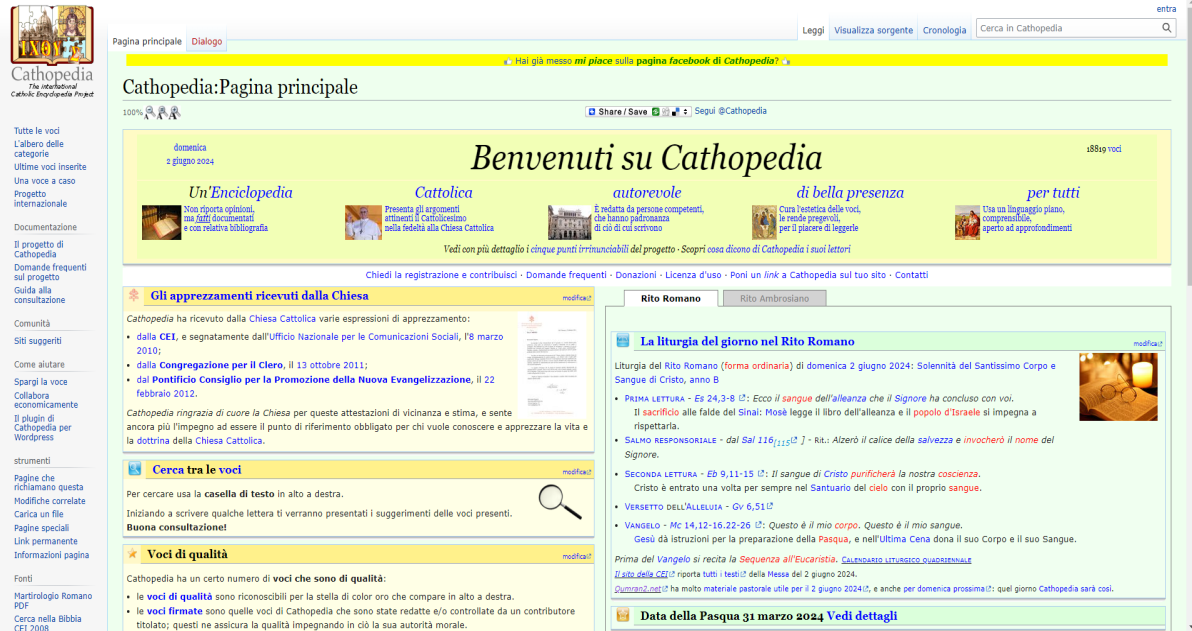 entra
INOYIZ
Cathopedia
The International
Catholic Encyclopedia Project
Pagina principale Dialogo
Leggi Visualizza sorgente Cronologia Cerca in Cathopedia
Hai già messo mi piace sulla pagina facebook di Cathopedia?
Cathopedia:Pagina principale
100% A A A
Share / Save Segui @Cathopedia
domenica
2 giugno 2024
Benvenuti su Cathopedia
18819 voci
Un'Enciclopedia
Non riporta opinioni,
ma fatti documentati
e con relativa bibliografia
Cattolica
Presenta gli argomenti
attinenti il Cattolicesimo
nella fedeltà alla Chiesa Cattolica
autorevole
È redatta da persone competenti,
che hanno padronanza
di ciò di cui scrivono
di bella presenza
Cura l'estetica delle voci,
le rende pregevoli,
per il piacere di leggerle
per tutti
Usa un linguaggio piano,
comprensibile,
aperto ad approfondimenti
Vedi con più dettaglio i cinque punti irrinunciabili del progetto · Scopri cosa dicono di Cathopedia i suoi lettori
Chiedi la registrazione e contribuisci · Domande frequenti · Donazioni · Licenza d'uso · Poni un link a Cathopedia sul tuo sito · Contatti
Tutte le voci
L'albero delle
categorie
Ultime voci inserite
Una voce a caso
Progetto
internazionale
Documentazione
Il progetto di
Cathopedia
Domande frequenti
sul progetto
Guida alla
consultazione
Comunità
Siti suggeriti
Come aiutare
Spargi la voce
Collabora
economicamente
Il plugin di
Cathopedia per
Wordpress
strumenti
Pagine che
richiamano questa
Modifiche correlate
Carica un file
Pagine speciali
Link permanente
Informazioni pagina
Fonti
Martirologio Romano
PDF
Cerca nella Bibbia
CEI 2008
Gli apprezzamenti ricevuti dalla Chiesa modifica
Cathopedia ha ricevuto dalla Chiesa Cattolica varie espressioni di apprezzamento:
• dalla CEI, e segnatamente dall'Ufficio Nazionale per le Comunicazioni Sociali, l'8 marzo
2010;
• dalla Congregazione per il Clero, il 13 ottobre 2011;
• dal Pontificio Consiglio per la Promozione della Nuova Evangelizzazione, il 22
febbraio 2012.
Cathopedia ringrazia di cuore la Chiesa per queste attestazioni di vicinanza e stima, e sente
ancora più l'impegno ad essere il punto di riferimento obbligato per chi vuole conoscere e apprezzare la vita e
la dottrina della Chiesa Cattolica.
Cerca tra le voci modifica
Per cercare usa la casella di testo in alto a destra.
Iniziando a scrivere qualche lettera ti verranno presentati i suggerimenti delle voci presenti.
Buona consultazione!
Voci di qualità modifica
Cathopedia ha un certo numero di voci che sono di qualità:
• le voci di qualità sono riconoscibili per la stella di color oro che compare in alto a destra.
• le voci firmate sono quelle voci di Cathopedia che sono state redatte e/o controllate da un contributore
titolato; questi ne assicura la qualità impegnando in ciò la sua autorità morale.
Rito Romano Rito Ambrosiano
La liturgia del giorno nel Rito Romano modifica
Liturgia del Rito Romano (forma ordinaria) di domenica 2 giugno 2024: Solennità del Santissimo Corpo e
Sangue di Cristo, anno B
• PRIMA LETTURA - Es 24,3-8 : Ecco il sangue dell'alleanza che il Signore ha concluso con voi.
Il sacrificio alle falde del Sinai: Mosè legge il libro dell'alleanza e il popolo d'Israele si impegna a
rispettarla.
• SALMO RESPONSORIALE - dal Sal 116[115 ] - Rit.: Alzerò il calice della salvezza e invocherò il nome del
Signore.
• SECONDA LETTURA - Eb 9,11-15 : Il sangue di Cristo purificherà la nostra coscienza.
Cristo è entrato una volta per sempre nel Santuario del cielo con il proprio sangue.
• VERSETTO DELL'ALLELUIA - Gv 6,51
• VANGELO - Mc 14,12-16.22-26 : Questo è il mio corpo. Questo è il mio sangue.
Gesù dà istruzioni per la preparazione della Pasqua, e nell'Ultima Cena dona il suo Corpo e il suo Sangue.
Prima del Vangelo si recita la Sequenza all'Eucaristia. CALENDARIO LITURGICO QUADRIENNALE
Il sito della CEI riporta tutti i testi della Messa del 2 giugno 2024.
Qumran2.net ha molto materiale pastorale utile per il 2 giugno 2024, e anche per domenica prossima: quel giorno Cathopedia sarà così.
Data della Pasqua 31 marzo 2024 Vedi dettagli